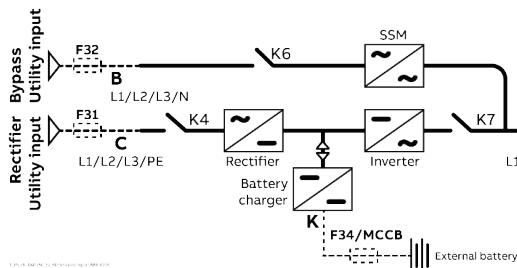 Bypass
Utility input
F32
B
L1/L2/L3/N
K6
SSM
Rectifier
Utility input
F31
C
L1/L2/L3/PE
K4
Rectifier
Inverter
K7
L1
Battery
charger
K
F34/MCCB
External battery